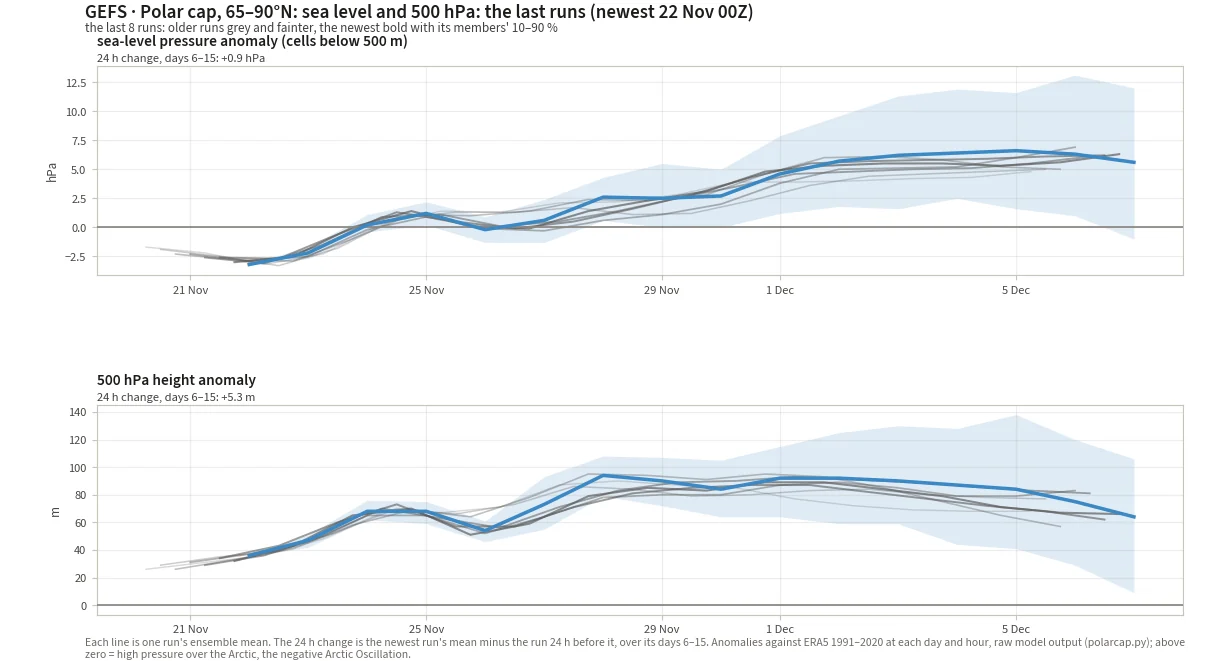 GEFS · Polar cap, 65–90°N: sea level and 500 hPa: the last runs (newest 22 Nov 00Z)
the last 8 runs: older runs grey and fainter, the newest bold with its members' 10–90 %
sea-level pressure anomaly (cells below 500 m)
24 h change, days 6–15: +0.9 hPa
12.5
10.0
7.5
5.0
2.5
0.0
−2.5
hPa
21 Nov
25 Nov
29 Nov
1 Dec
5 Dec
500 hPa height anomaly
24 h change, days 6–15: +5.3 m
140
120
100
80
60
40
20
0
m
21 Nov
25 Nov
29 Nov
1 Dec
5 Dec
Each line is one run's ensemble mean. The 24 h change is the newest run's mean minus the run 24 h before it, over its days 6–15. Anomalies against ERA5 1991–2020 at each day and hour, raw model output (polarcap.py); above
zero = high pressure over the Arctic, the negative Arctic Oscillation.